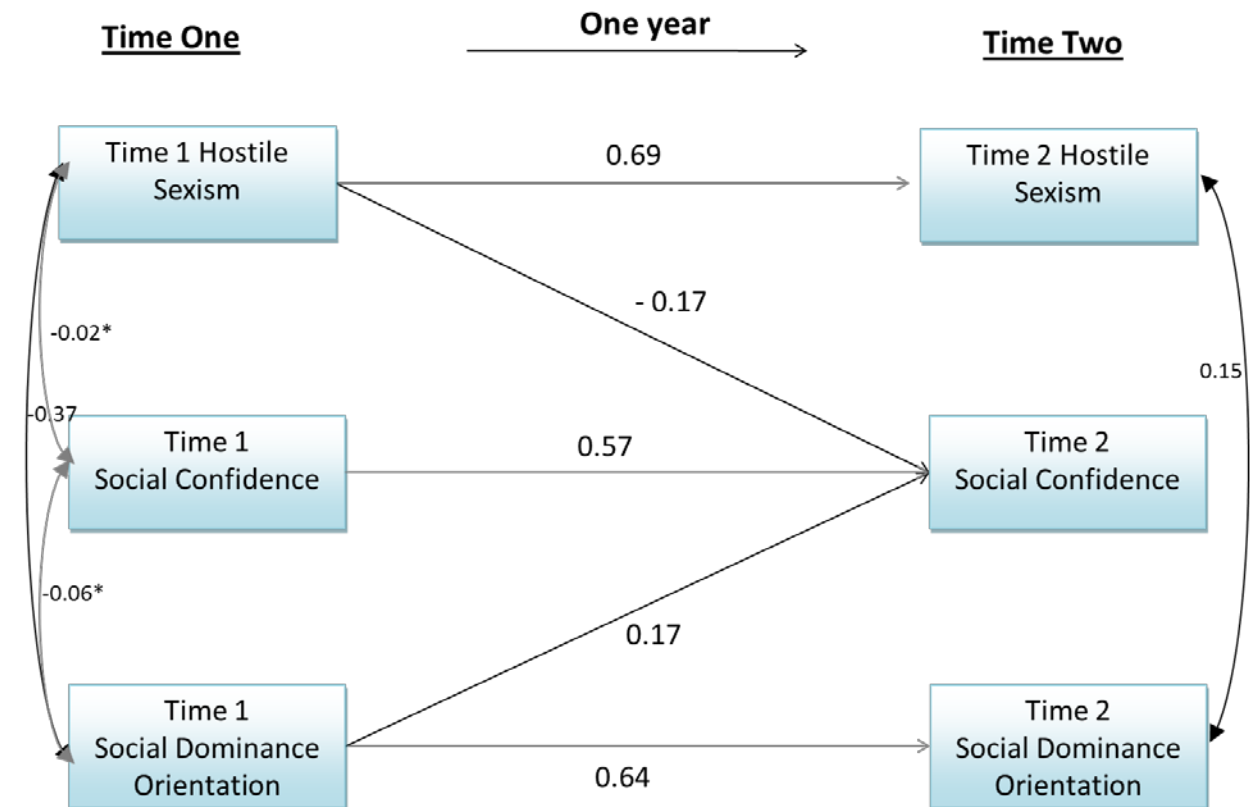 Time One
One year
Time Two
Time 1 Hostile
Sexism
0.69
Time 2 Hostile
Sexism
- 0.17
-0.02*
0.15
-0.37
Time 1
Social Confidence
0.57
Time 2
Social Confidence
-0.06*
0.17
Time 1
Social Dominance
Orientation
0.64
Time 2
Social Dominance
Orientation